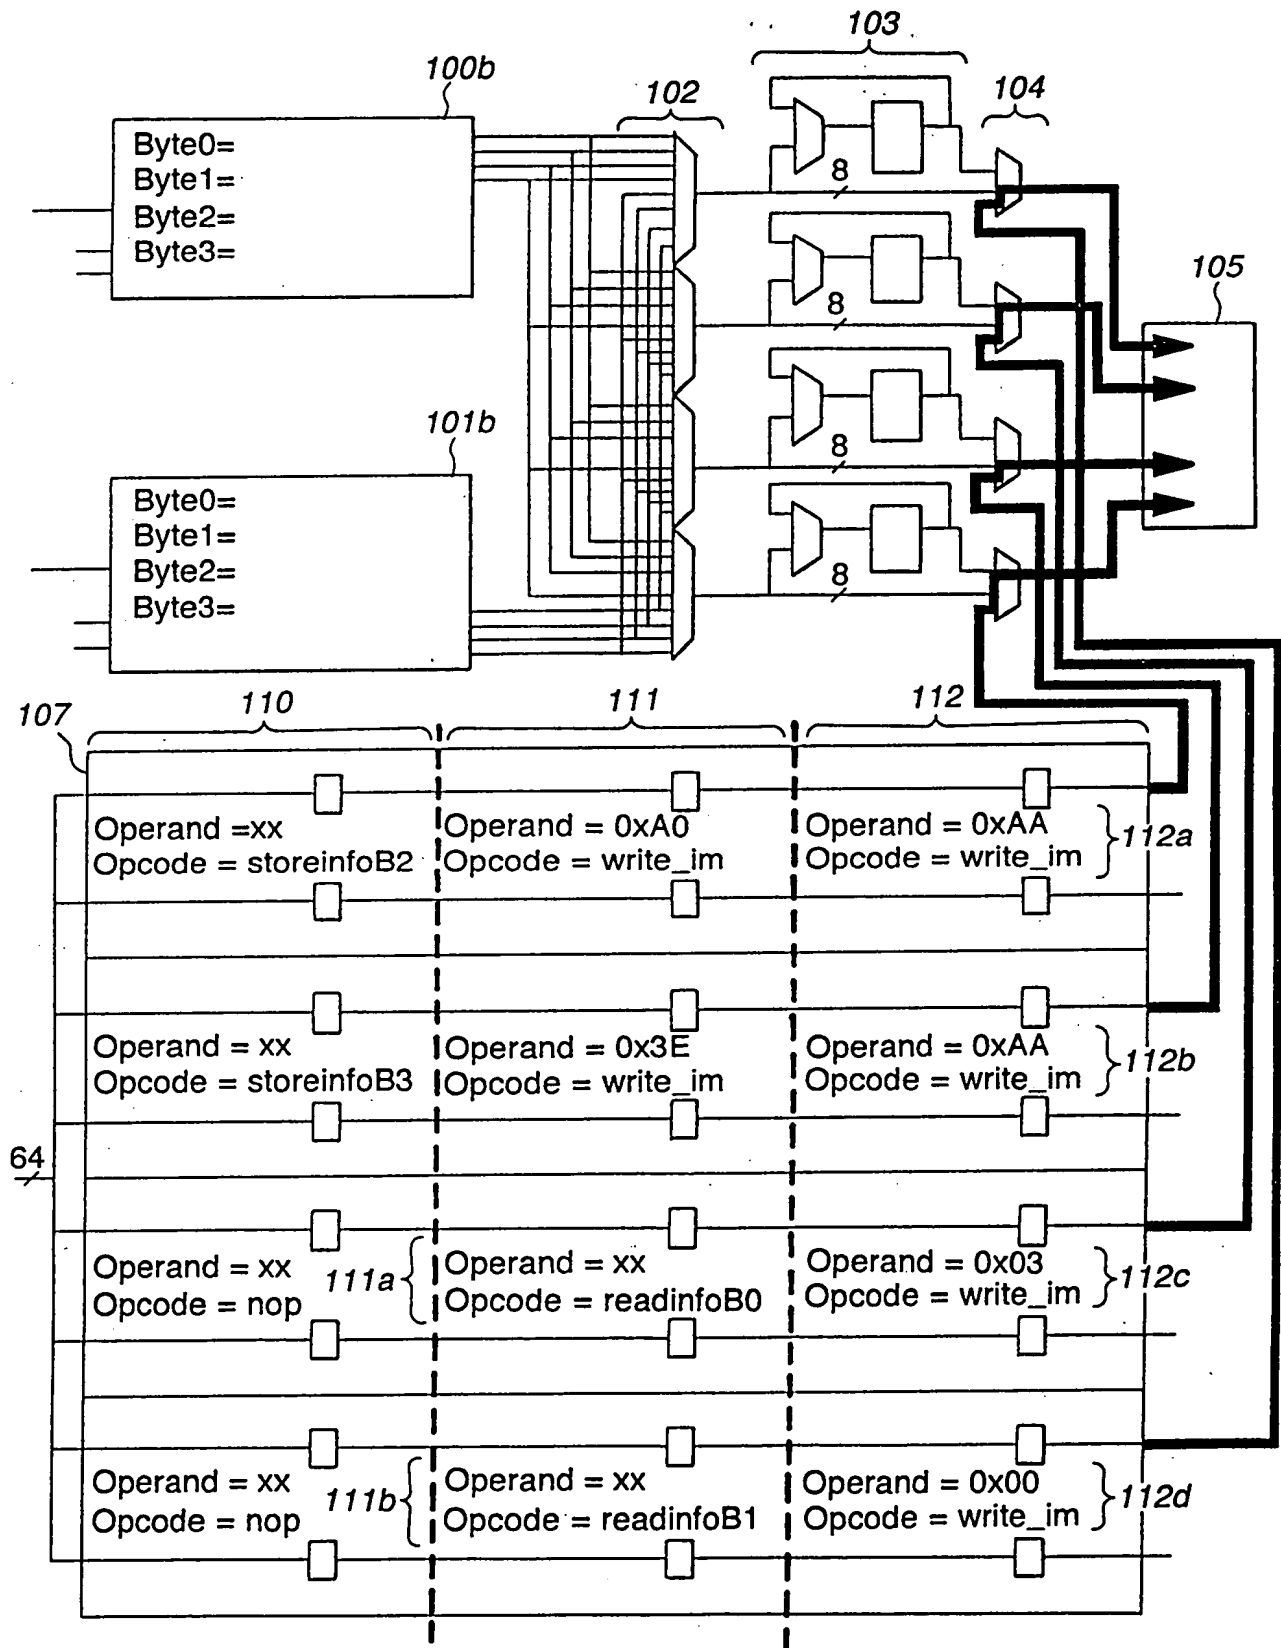 103
100b
102
104
Byte0=
Byte1=
Byte2=
Byte3=
8
105
8
101b
8
Byte0=
Byte1=
Byte2=
Byte3=
8
107
110
111
112
Operand =xx
Opcode = storeinfoB2
Operand = 0xA0
Opcode = write_im
Operand = 0xAA
Opcode = write_im
112a
Operand = xx
Opcode = storeinfoB3
Operand = 0x3E
Opcode = write_im
Operand = 0xAA
Opcode = write_im
112b
64
Operand = xx
Opcode = nop
111a
Operand = xx
Opcode = readinfoB0
Operand = 0x03
Opcode = write_im
112c
Operand = xx
Opcode = nop
111b
Operand = xx
Opcode = readinfoB1
Operand = 0x00
Opcode = write_im
112d